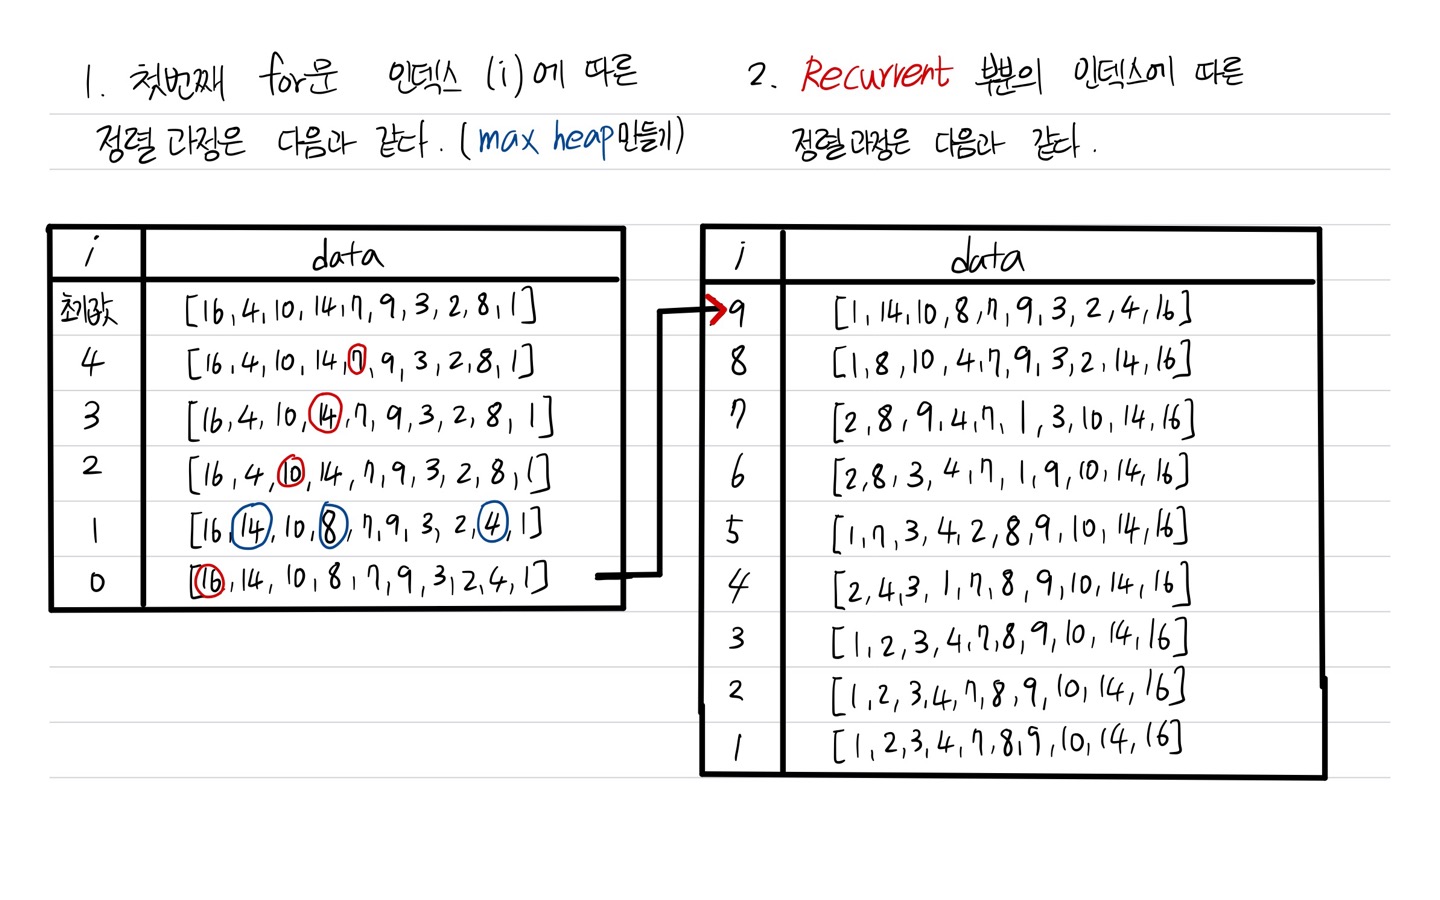 1. 첫번째 for문 인덱스 (i)에 따른
정렬 과정은 다음과 같다. (max heap만들기)
i data
초기값 [16, 4, 10, 14, 7, 9, 3, 2, 8, 1]
4 [16, 4, 10, 14, 7, 9, 3, 2, 8, 1]
3 [16, 4, 10, 14, 7, 9, 3, 2, 8, 1]
2 [16, 4, 10, 14, 7, 9, 3, 2, 8, 1]
1 [16, 14, 10, 8, 7, 9, 3, 2, 4, 1]
0 [16, 14, 10, 8, 7, 9, 3, 2, 4, 1]
2. Recurrent 부분의 인덱스에 따른
정렬 과정은 다음과 같다.
i data
9 [1, 14, 10, 8, 7, 9, 3, 2, 4, 16]
8 [1, 8, 10, 4, 7, 9, 3, 2, 14, 16]
7 [2, 8, 9, 4, 7, 1, 3, 10, 14, 16]
6 [2, 8, 3, 4, 7, 1, 9, 10, 14, 16]
5 [1, 7, 3, 4, 2, 8, 9, 10, 14, 16]
4 [2, 4, 3, 1, 7, 8, 9, 10, 14, 16]
3 [1, 2, 3, 4, 7, 8, 9, 10, 14, 16]
2 [1, 2, 3, 4, 7, 8, 9, 10, 14, 16]
1 [1, 2, 3, 4, 7, 8, 9, 10, 14, 16]